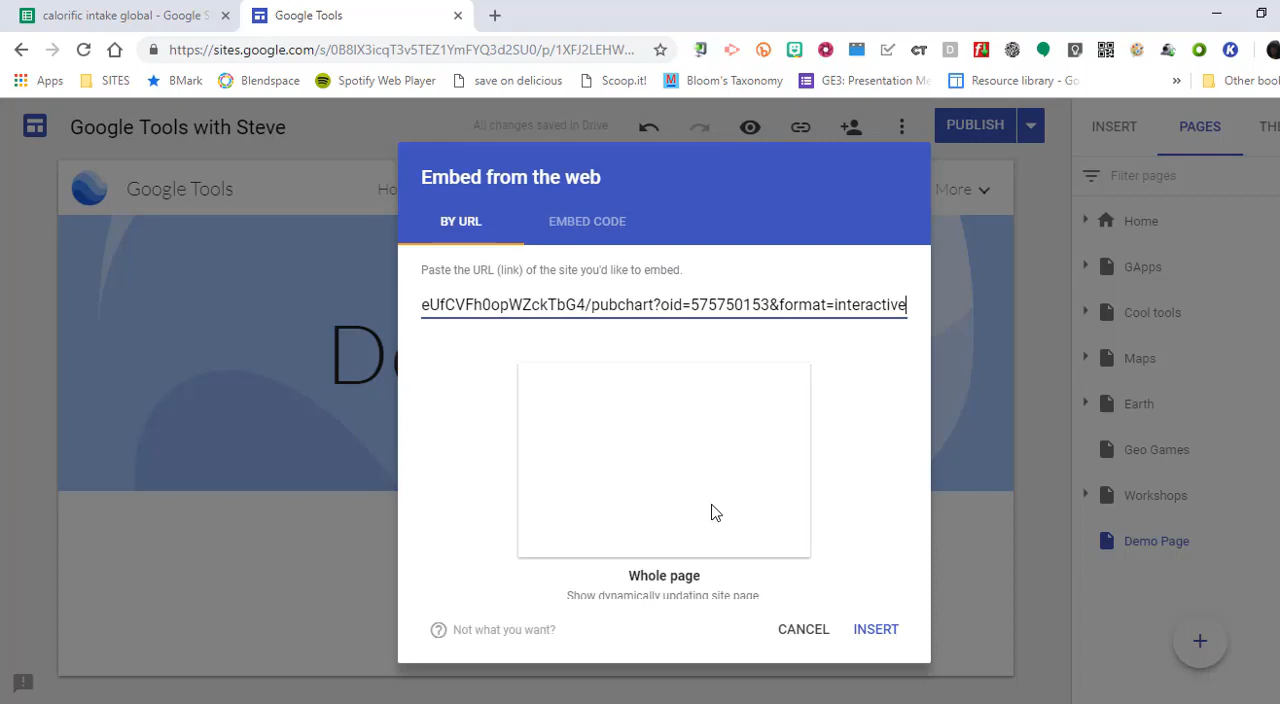 calorific intake global - Google S
Google Tools
https://sites.google.com/s/0B8lX3icqT3v5TEZ1YmFYQ3d2SU0/p/1XFJ2LEHW...
Apps
SITES
BMark
Blendspace
Spotify Web Player
save on delicious
Scoop.it!
Bloom's Taxonomy
GE3: Presentation Me
Resource library - Go
»
Other boo
Google Tools with Steve
All changes saved in Drive
PUBLISH
INSERT
PAGES
THE
Google Tools
Ho
More
De
Filter pages
Home
GApps
Cool tools
Maps
Earth
Geo Games
Workshops
Demo Page
Embed from the web
BY URL
EMBED CODE
Paste the URL (link) of the site you'd like to embed.
eUfCVFh0opWZckTbG4/pubchart?oid=575750153&format=interactive
Whole page
Show dynamically updating site page
Not what you want?
CANCEL
INSERT